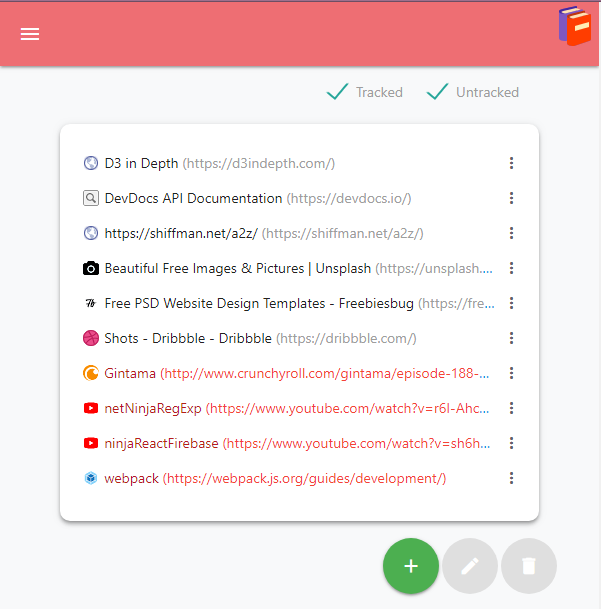 Tracked Untracked
D3 in Depth (https://d3indepth.com/)
DevDocs API Documentation (https://devdocs.io/)
https://shiffman.net/a2z/ (https://shiffman.net/a2z/)
Beautiful Free Images & Pictures | Unsplash (https://unsplash....
Free PSD Website Design Templates - Freebiesbug (https://fre...
Shots - Dribbble - Dribbble (https://dribbble.com/)
Gintama (http://www.crunchyroll.com/gintama/episode-188-...
netNinjaRegExp (https://www.youtube.com/watch?v=r6I-Ahc...
ninjaReactFirebase (https://www.youtube.com/watch?v=sh6h...
webpack (https://webpack.js.org/guides/development/)